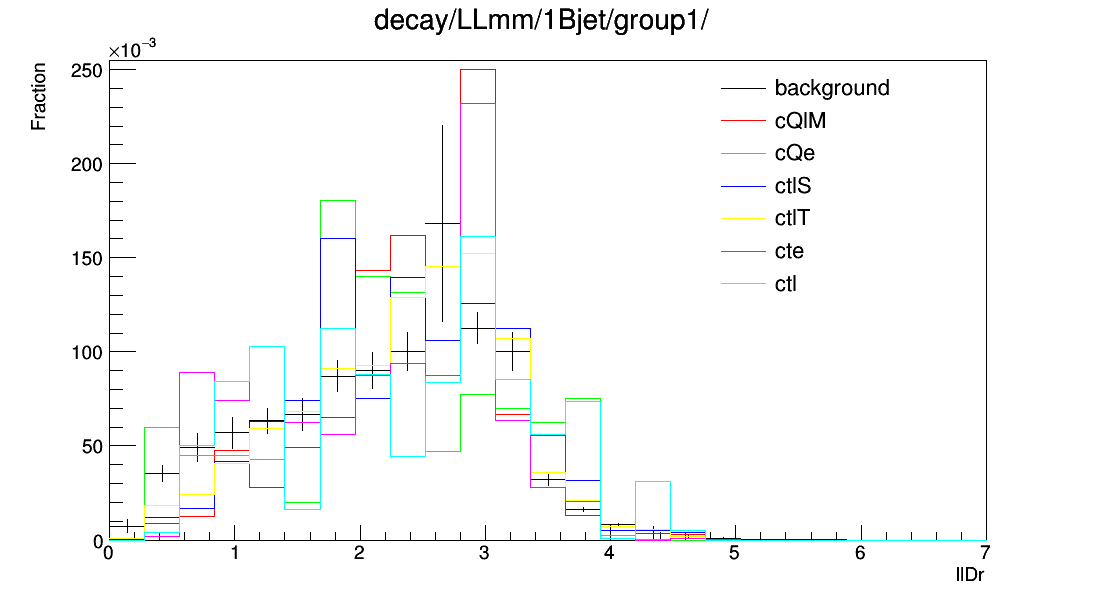 decay/LLmm/1Bjet/group1/
×10⁻³
Fraction
250
200
150
100
50
0
0 1 2 3 4 5 6 7
llDr
background
cQlM
cQe
ctlS
ctlT
cte
ctl